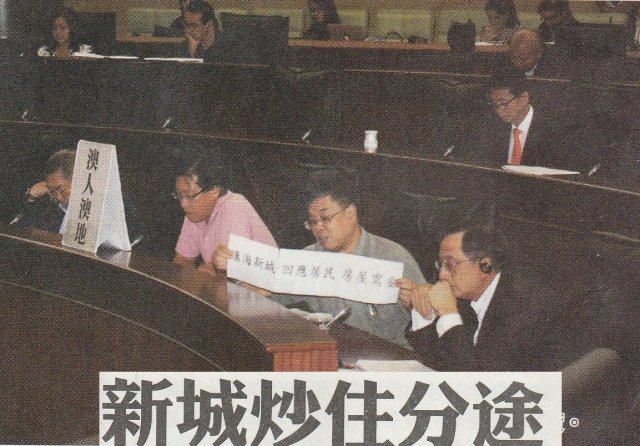 澳人澳地
填海新城 回應居民 房屋需要
新城炒住分途